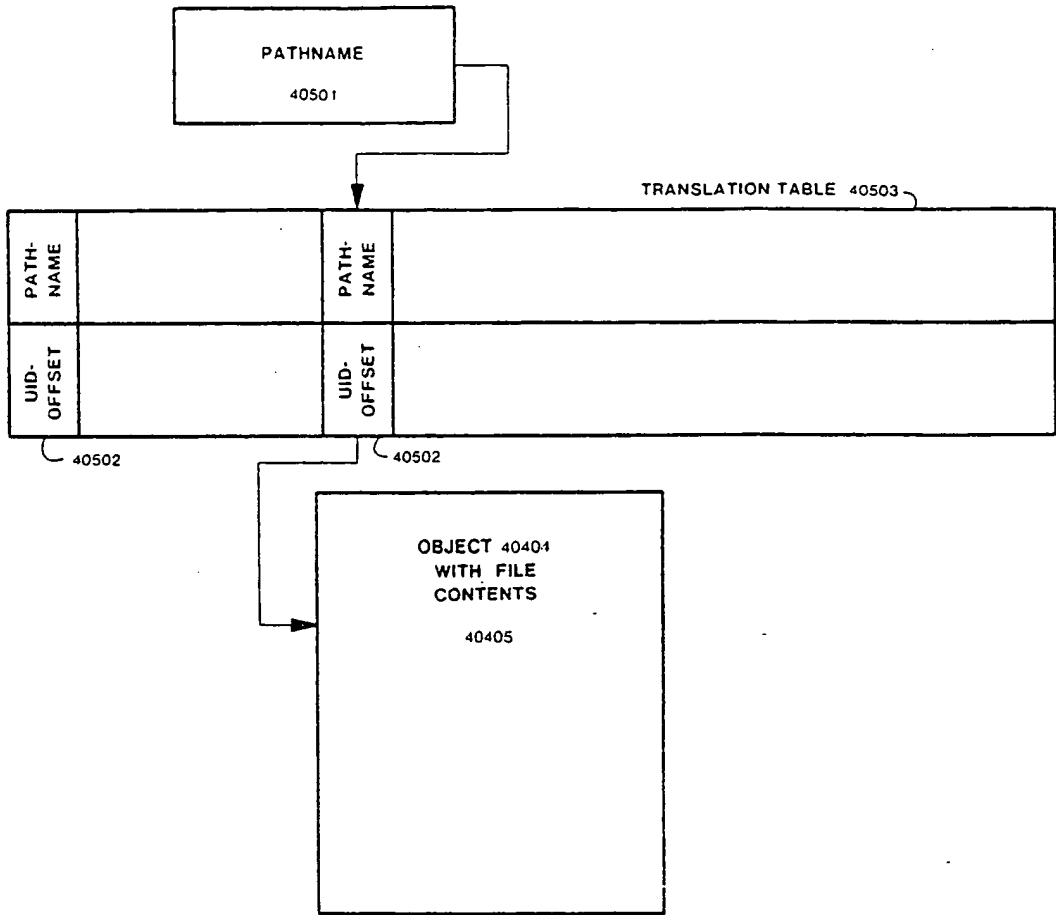 PATHNAME
40501
TRANSLATION TABLE 40503
PATH-
NAME
PATH-
NAME
UID-
OFFSET
UID-
OFFSET
40502
40502
OBJECT 40404
WITH FILE
CONTENTS
40405